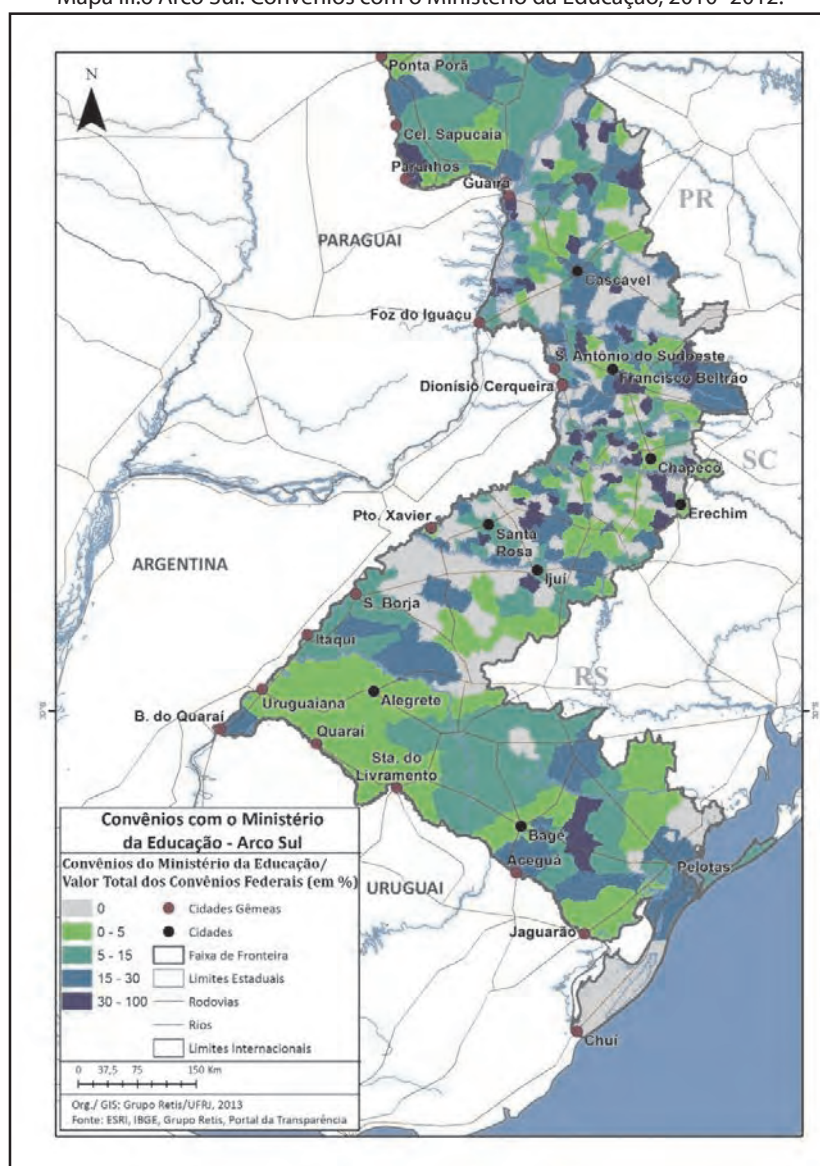 Mapa III.6 Arco Sul: Convênios com o Ministério da Educação, 2010-2012.
N
Ponta Porã
Cel. Sapucaia
Paranhos
Guaíra
PR
PARAGUAI
Cascavel
Foz do Iguaçu
S. Antônio do Sudoeste
Francisco Beltrão
Dionísio Cerqueira
SC
Chapecó
Erechim
Pto. Xavier
Santa
Rosa
ARGENTINA
Ijuí
S. Borja
Itaqui
RS
30°S
30°S
Uruguaiana
Alegrete
B. do Quaraí
Quaraí
Sta. do
Livramento
Bagé
Aceguá
Pelotas
URUGUAI
Jaguarão
Chuí
Convênios com o Ministério
da Educação - Arco Sul
Convênios do Ministério da Educação/
Valor Total dos Convênios Federais (em %)
0
0 - 5
5 - 15
15 - 30
30 - 100
Cidades Gêmeas
Cidades
Faixa de Fronteira
Limites Estaduais
Rodovias
Rios
Limites Internacionais
0 37,5 75 150 Km
Org./ GIS: Grupo Retis/UFRJ, 2013
Fonte: ESRI, IBGE, Grupo Retis, Portal da Transparência